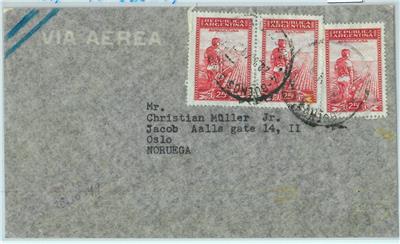 VIA AÉREA
REPUBLICA ARGENTINA
25
REPUBLICA ARGENTINA
25
REPUBLICA ARGENTINA
25
Mr.
Christian Müller Jr.
Jacob Aalls gate 14, II
Oslo
NORUEGA